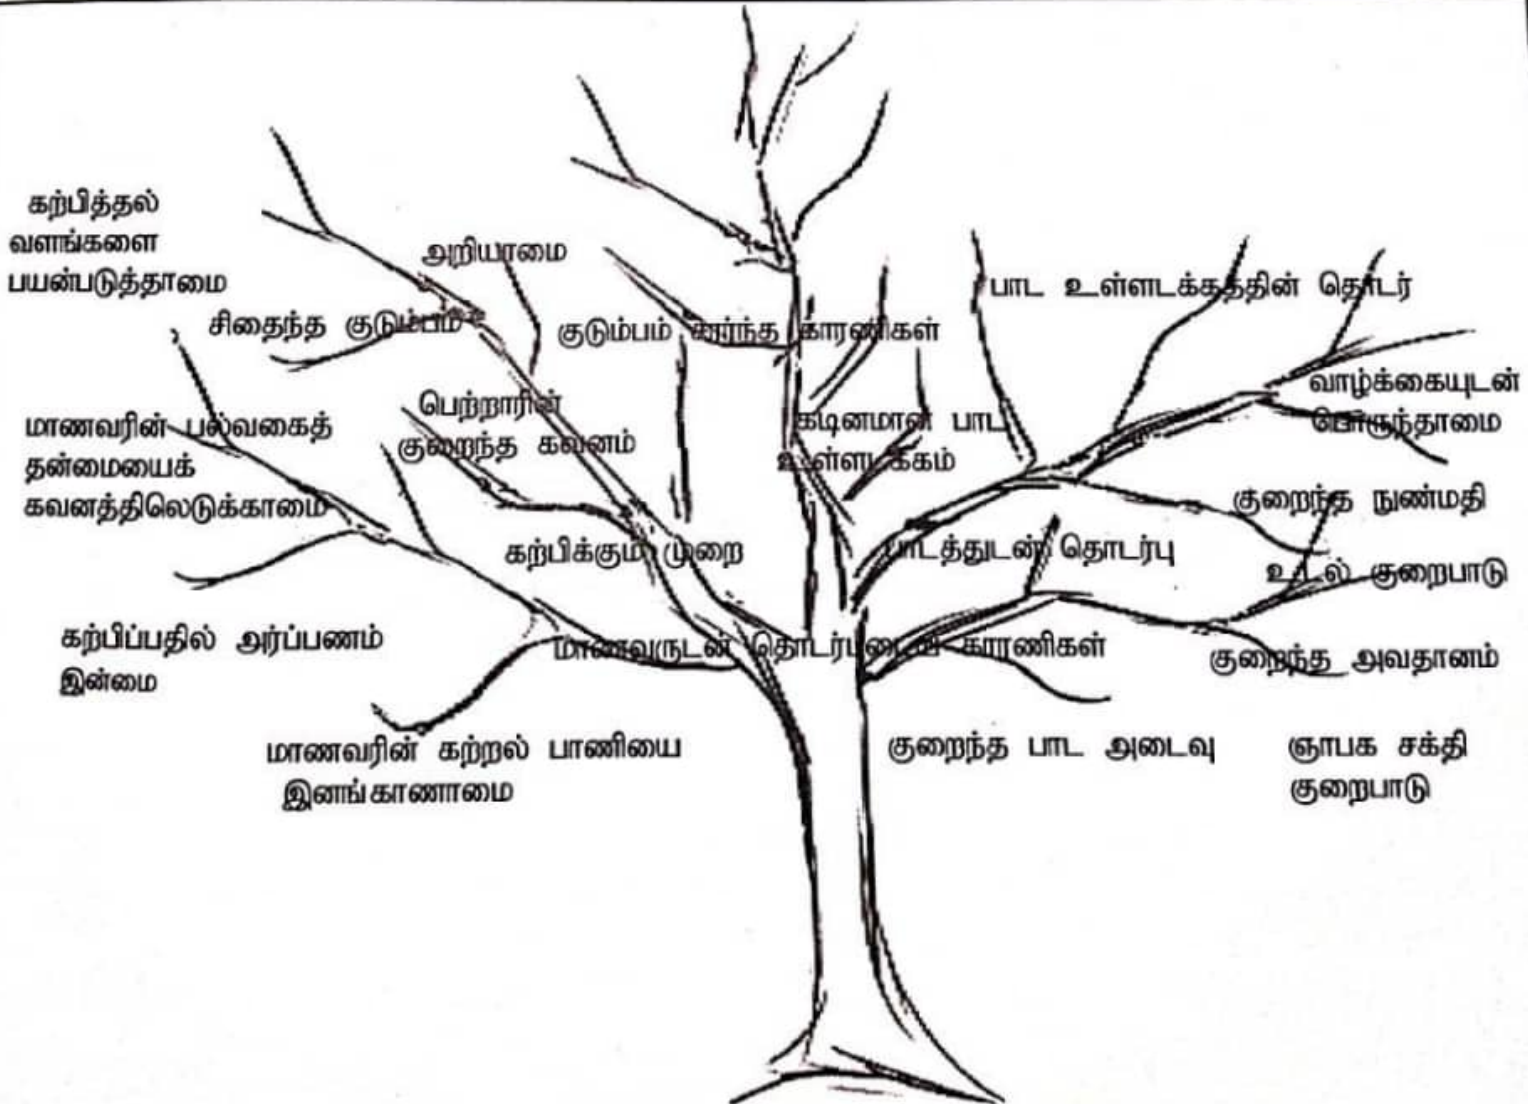 கற்பித்தல்
வளங்களை
பயன்படுத்தாமை
அறியாமை
சிதைந்த குடும்பம்
குடும்பம் சார்ந்த காரணிகள்
பாட உள்ளடக்கத்தின் தொடர்
வாழ்க்கையுடன்
பொருந்தாமை
பெற்றாரின்
குறைந்த கவனம்
கடினமான பாட
உள்ளடக்கம்
மாணவரின் பல்வகைத்
தன்மையைக்
கவனத்திலெடுக்காமை
குறைந்த நுண்மதி
கற்பிக்கும் முறை
பாடத்துடன் தொடர்பு
உடல் குறைபாடு
கற்பிப்பதில் அர்ப்பணம்
இன்மை
மாணவருடன் தொடர்புடைய காரணிகள்
குறைந்த அவதானம்
மாணவரின் கற்றல் பாணியை
இனங்காணாமை
குறைந்த பாட அடைவு
ஞாபக சக்தி
குறைபாடு